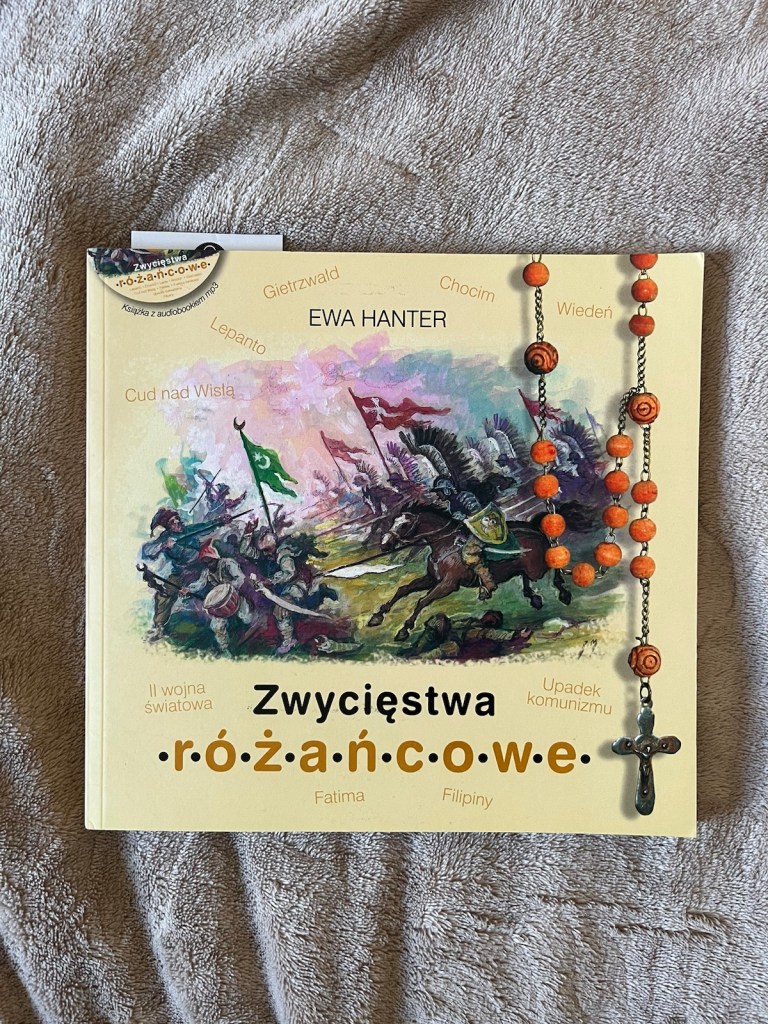 Zwycięstwa
·r·ó·ż·a·ń·c·o·w·e·
Książka z audiobookiem mp3
Gietrzwałd
Chocim
Wiedeń
Lepanto
EWA HANTER
Cud nad Wisłą
II wojna
światowa
Zwycięstwa
·r·ó·ż·a·ń·c·o·w·e·
Upadek
komunizmu
Fatima
Filipiny